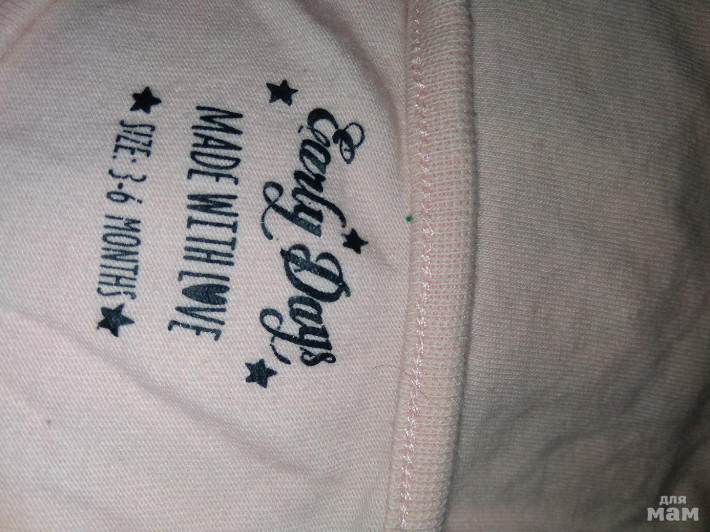 Early Days
MADE WITH LOVE
SIZE: 3-6 MONTHS
для
мам